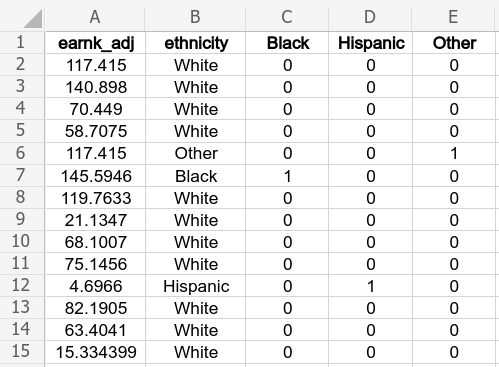 A B C D E
1 earnk_adj ethnicity Black Hispanic Other
2 117.415 White 0 0 0
3 140.898 White 0 0 0
4 70.449 White 0 0 0
5 58.7075 White 0 0 0
6 117.415 Other 0 0 1
7 145.5946 Black 1 0 0
8 119.7633 White 0 0 0
9 21.1347 White 0 0 0
10 68.1007 White 0 0 0
11 75.1456 White 0 0 0
12 4.6966 Hispanic 0 1 0
13 82.1905 White 0 0 0
14 63.4041 White 0 0 0
15 15.334399 White 0 0 0